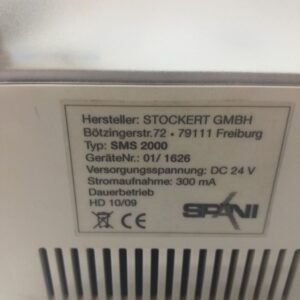 Hersteller: STOCKERT GMBH
Bötzingerstr.72 • 79111 Freiburg
Typ: SMS 2000
GeräteNr.: 01/ 1626
Versorgungsspannung: DC 24 V
Stromaufnahme: 300 mA
Dauerbetrieb
HD 10/09
CE